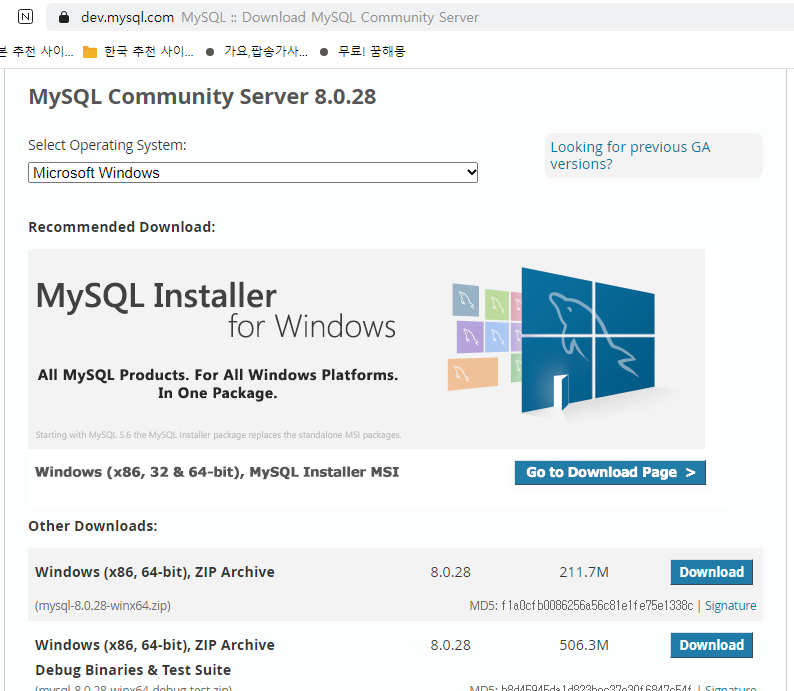 N dev.mysql.com MySQL :: Download MySQL Community Server
본 추천 사이... 한국 추천 사이... 가요,팝송가사... 무료! 꿈해몽
MySQL Community Server 8.0.28
Select Operating System:
Looking for previous GA
versions?
Microsoft Windows
Recommended Download:
MySQL Installer
for Windows
All MySQL Products. For All Windows Platforms.
In One Package.
Starting with MySQL 5.6 the MySQL Installer package replaces the standalone MSI packages.
Windows (x86, 32 & 64-bit), MySQL Installer MSI Go to Download Page >
Other Downloads:
Windows (x86, 64-bit), ZIP Archive 8.0.28 211.7M Download
(mysql-8.0.28-winx64.zip) MD5: f1a0cfb0086256a56c81e1fe75e1338c | Signature
Windows (x86, 64-bit), ZIP Archive 8.0.28 506.3M Download
Debug Binaries & Test Suite
(mysql-8.0.28-winx64-debug-test.zip) MD5: | Signature